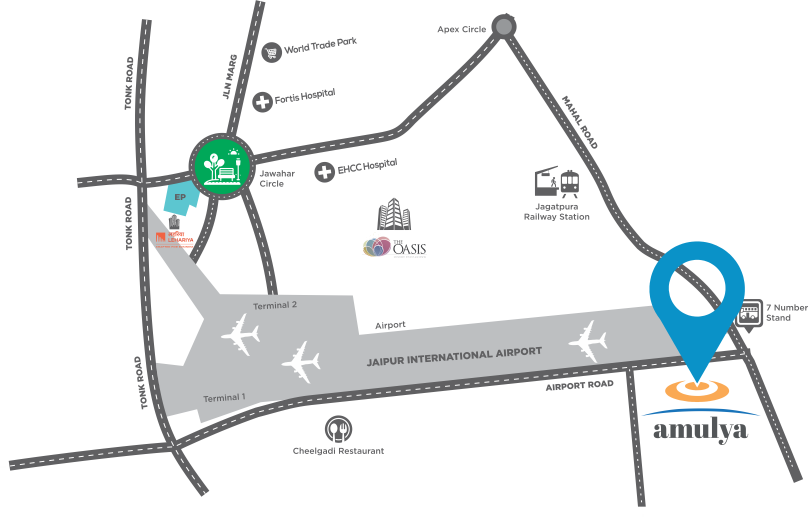 Apex Circle
World Trade Park
TONK ROAD
JLN MARG
Fortis Hospital
MAHAL ROAD
EHCC Hospital
Jawahar
Circle
EP
Jagatpura
Railway Station
TONK ROAD
LEHARIYA
THE
OASIS
Terminal 2
7 Number
Stand
Airport
JAIPUR INTERNATIONAL AIRPORT
TONK ROAD
AIRPORT ROAD
Terminal 1
amulya
Cheelgadi Restaurant